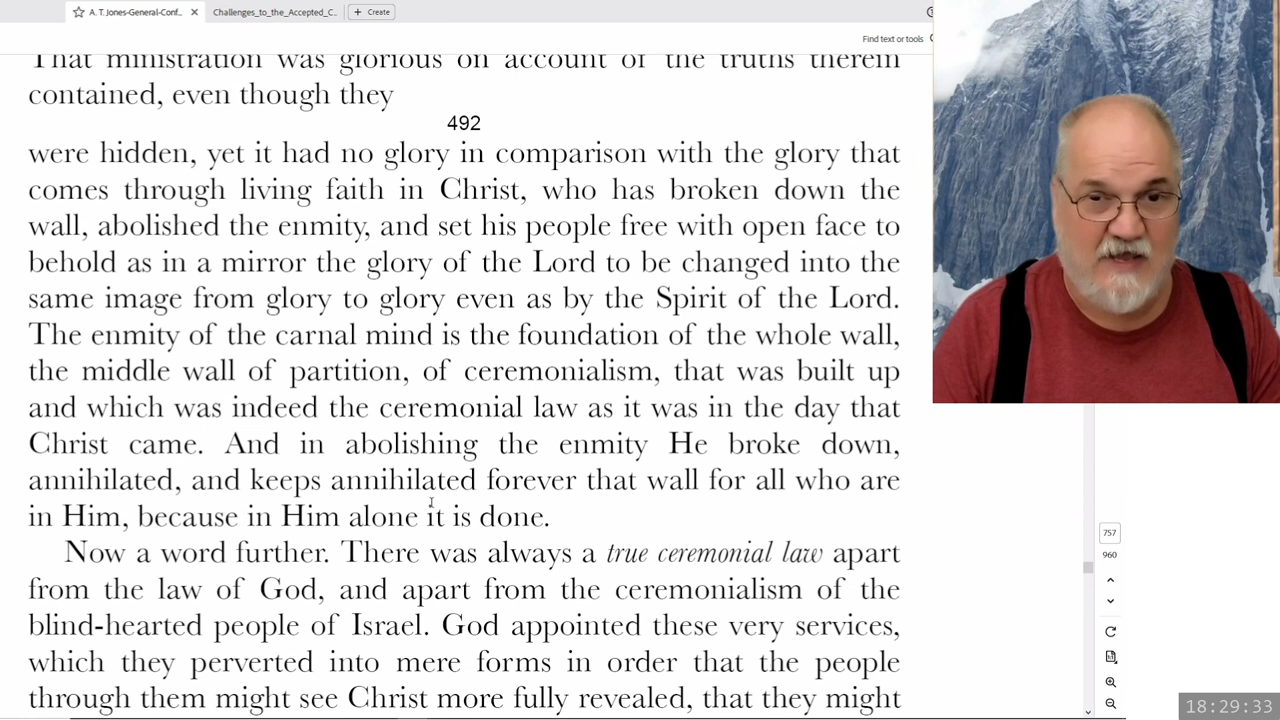 A. T. Jones-General-Conf...
Challenges_to_the_Accepted_C...
+ Create
Find text or tools
That ministration was glorious on account of the truths therein
contained, even though they
492
were hidden, yet it had no glory in comparison with the glory that
comes through living faith in Christ, who has broken down the
wall, abolished the enmity, and set his people free with open face to
behold as in a mirror the glory of the Lord to be changed into the
same image from glory to glory even as by the Spirit of the Lord.
The enmity of the carnal mind is the foundation of the whole wall,
the middle wall of partition, of ceremonialism, that was built up
and which was indeed the ceremonial law as it was in the day that
Christ came. And in abolishing the enmity He broke down,
annihilated, and keeps annihilated forever that wall for all who are
in Him, because in Him alone it is done.
Now a word further. There was always a true ceremonial law apart
from the law of God, and apart from the ceremonialism of the
blind-hearted people of Israel. God appointed these very services,
which they perverted into mere forms in order that the people
through them might see Christ more fully revealed, that they might
757
960
18:29:33